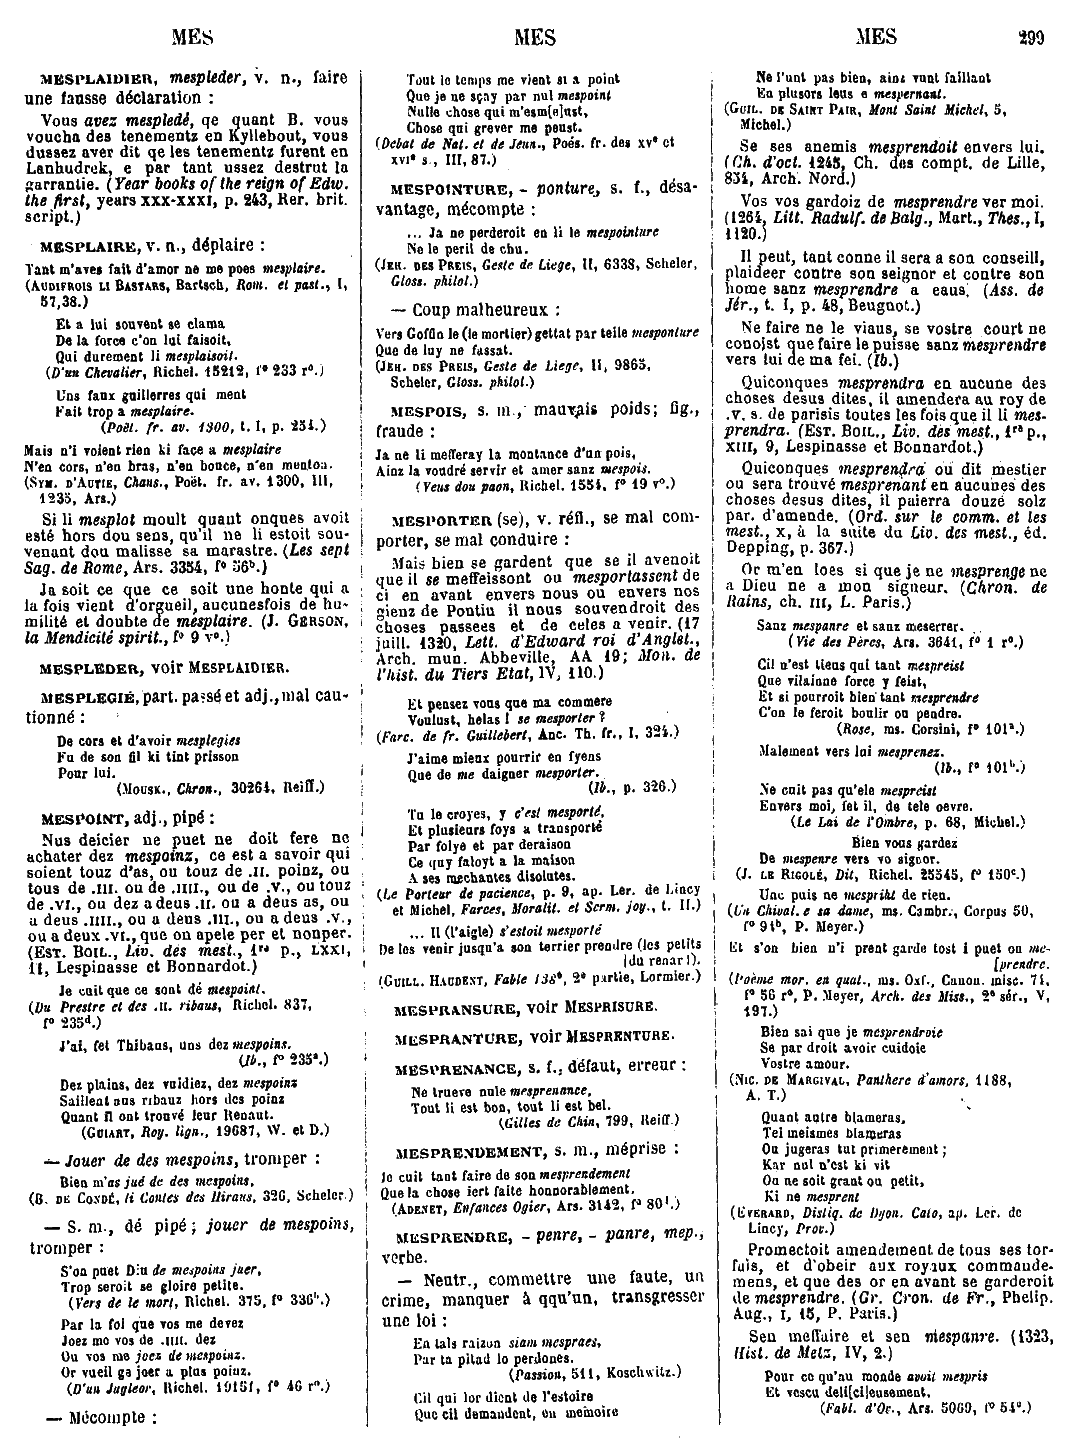 MES
MES
MES
299
MESPLAIDIER, mespleder, v. n., faire
une fausse déclaration :
Vous avez mespledé, qe quant B. vous
voucha des tenementz en Kyllebout, vous
dussez aver dit qe les tenementz furent en
Lanhudrek, e par tant ussez destrut la
garrantie. (Year books of the reign of Edw.
the first, years XXX-XXXI, p. 243, Rer. brit.
script.)
MESPLAIRE, v. n., déplaire :
Tant m'aves fait d'amor ne me poes mesplaire.
(AUDIFROIS LI BASTARS, Bartsch, Rom. et past., I,
57,38.)
Et a lui souvent se clama
De la force c'on lui faisoit,
Qui durement li mesplaisoit.
(D'un Chevalier, Richel. 15212, f° 233 r°.)
Uns faux guilerres qui ment
Fait trop a mesplaire.
(Poët. fr. av. 1300, t. I, p. 234.)
Mais n'i voient rien ki face a mesplaire
N'en cors, n'en bras, n'en bouce, n'en menton.
(SYM. D'AUTIE, Chans., Poët. fr. av. 1300, III,
1235, Ars.)
Si li mesplot moult quant onques avoit
esté hors dou sens, qu'il ne li estoit sou-
venant dou malisse sa marastre. (Les sept
Sag. de Rome, Ars. 3354, f° 56ᵇ.)
Ja soit ce que ce soit une honte qui a
la fois vient d'orgueil, aucunesfois de hu-
milité et doubte de mesplaire. (J. GERSON,
la Mendicité spirit., f° 9 v°.)
MESPLEDER, voir MESPLAIDIER.
MESPLEGIÉ, part. passé et adj., mal cau-
tionné :
De cors et d'avoir mesplegies
Fu de son fil ki tint prisson
Pour lui.
(MOUSK., Chron., 30264, Reiff.)
MESPOINT, adj., pipé :
Nus deicier ne puet ne doit fere ne
achater dez mespoinz, ce est a savoir qui
soient touz d'as, ou touz de .II. poinz, ou
tous de .III. ou de .IIII., ou de .V., ou touz
de .VI., ou dez a deus .II. ou a deus as, ou
a deus .IIII., ou a deus .III., ou a deus .V.,
ou a deux .VI., que on apele per et nonper.
(EST. BOIL., Liv. des mest., 1ʳᵉ p., LXXI,
11, Lespinasse et Bonnardot.)
Je cuit que ce sont dé mespoint.
(Du Prestre et des .II. ribaus, Richel. 837,
f° 235ᵈ.)
J'ai, fet Thibaus, uns dez mespoins.
(Ib., f° 235ᵃ.)
Dez plains, dez vuidiez, dez mespoinz
Saillent aus ribauz hors des poinz
Quant il ont trouvé leur Renaut.
(GUIART, Roy. lign., 19687, W. et D.)
— Jouer de des mespoins, tromper :
Bien m'as jué de des mespoins.
(B. DE CONDÉ, li Contes des Hiraus, 326, Scheler.)
— S. m., dé pipé ; jouer de mespoins,
tromper :
S'on puet Diu de mespoins juer,
Trop seroit se gloire petite.
(Vers de le mort, Richel. 375, f° 336ᵇ.)
Par la foi que vos me devez
Joez mo vos de .IIII. dez
Ou vos me joez de mespoinz.
Or vueil ge joer a plus poinz.
(D'un Jugleor, Richel. 19151, f° 46 r°.)
— Mécompte :
Tout le temps me vient si a point
Que je ne sçay par nul mespoint
Nulle chose qui m'esm[e]ust,
Chose qui grever me peust.
(Debat de Nat. et de Jeun., Poés. fr. des XVᵉ et
XVIᵉ s., III, 87.)
MESPOINTURE, - ponture, s. f., désa-
vantage, mécompte :
... Ja ne perderoit en li le mespointure
Ne le peril de chu.
(JEH. DES PREIS, Geste de Liege, II, 6338, Scheler,
Gloss. philol.)
— Coup malheureux :
Vers Goffin le (le mortier) gettat par teile mesponture
Que de luy ne fussat.
(JEH. DES PREIS, Geste de Liege, II, 9865,
Scheler, Gloss. philol.)
MESPOIS, s. m., mauvais poids; fig.,
fraude :
Ja ne li mefferay la montance d'un pois,
Ainz la voudré servir et amer sanz mespois.
(Veus dou paon, Richel. 1554, f° 19 v°.)
MESPORTER (se), v. réfl., se mal com-
porter, se mal conduire :
Mais bien se gardent que se il avenoit
que il se meffeissont ou mesportassent de
ci en avant envers nous ou envers nos
gienz de Pontiu il nous souvendroit des
choses passees et de celes a venir. (17
juill. 1320, Lett. d'Edward roi d'Anglet.,
Arch. mun. Abbeville, AA 19; Mon. de
l'hist. du Tiers Etat, IV, 110.)
Et pensez vous que ma commere
Voulust, helas ! se mesporter ?
(Farc. de fr. Guillebert, Anc. Th. fr., I, 324.)
J'aime mieux pourrir en fyens
Que de me daigner mesporter.
(Ib., p. 326.)
Tu le croyes, y c'est mesporté,
Et plusieurs foys a transporté
Par folye et par deraison
Ce quy faloyt a la maison
A ses mechantes disolutes.
(Le Porteur de pacience, p. 9, ap. Ler. de Lincy
et Michel, Farces, Moralit. et Serm. joy., t. II.)
... Il (l'aigle) s'estoit mesporté
De les venir jusqu'a son terrier prendre (les petits
[du renart).
(GUILL. HAUDENT, Fable 138ᵉ, 2ᵉ partie, Lormier.)
MESPRANSURE, voir MESPRISURE.
MESPRANTURE, voir MESPRENTURE.
MESPRENANCE, s. f., défaut, erreur :
Ne trueve nule mesprenance,
Tout li est bon, tout li est bel.
(Gilles de Chin, 799, Reiff.)
MESPRENDEMENT, s. m., méprise :
Je cuit tant faire de son mesprendement
Que la chose iert faite honnorablement.
(ADENET, Enfances Ogier, Ars. 3142, f° 80¹.)
MESPRENDRE, - penre, - panre, mep.,
verbe.
— Neutr., commettre une faute, un
crime, manquer à qqu'un, transgresser
une loi :
En tals raizon siam mespraes,
Per ta pitad lo perdones.
(Passion, 511, Koschwitz.)
Cil qui lor dient de l'estoire
Que cil demandent, en memoire
Ne l'unt pas bien, ainz vunt faillant
En plusors leus e mespernant.
(GUIL. DE SAINT PAIR, Mont Saint Michel, 5,
Michel.)
Se ses anemis mesprendoit envers lui.
(Ch. d'oct. 1245, Ch. des compt. de Lille,
834, Arch. Nord.)
Vos vos gardoiz de mesprendre ver moi.
(1264, Litt. Radulf. de Balg., Mart., Thes., I,
1120.)
Il peut, tant conne il sera a son conseill,
plaideer contre son seignor et contre son
home sanz mesprendre a eaus. (Ass. de
Jér., t. I, p. 48, Beugnot.)
Ne faire ne le viaus, se vostre court ne
conoist que faire le puisse sanz mesprendre
vers lui de ma fei. (Ib.)
Quiconques mesprendra en aucune des
choses desus dites, il amendera au roy de
.V. s. de parisis toutes les fois que il li mes-
prendra. (EST. BOIL., Liv. des mest., 1ʳᵉ p.,
XIII, 9, Lespinasse et Bonnardot.)
Quiconques mesprendra ou dit mestier
ou sera trouvé mesprenant en aucunes des
choses desus dites, il paierra douze solz
par. d'amende. (Ord. sur le comm. et les
mest., X, à la suite du Liv. des mest., éd.
Depping, p. 367.)
Or m'en loes si que je ne mesprenge ne
a Dieu ne a mon signeur. (Chron. de
Rains, ch. III, L. Paris.)
Sanz mespanre et sanz meserrer.
(Vie des Pères, Ars. 3641, f° 1 r°.)
Cil n'est tiens qui tant mespreist
Que vilainne force y feist,
Et si pourroit bien tant mesprendre
C'on le feroit boulir ou pendre.
(Rose, ms. Corsini, f° 101ᵃ.)
Malement vers lui mesprenez.
(Ib., f° 101ᵇ.)
Ne cuit pas qu'ele mespreist
Envers moi, fet il, de tele oevre.
(Le Lai de l'Ombre, p. 68, Michel.)
Bien vous gardez
De mespenre vers vo signor.
(J. LE RIGOLÉ, Dit, Richel. 25545, f° 150ᶜ.)
Unc puis ne mespriht de rien.
(Un Chival. e sa dame, ms. Cambr., Corpus 50,
f° 94ᵇ, P. Meyer.)
Et s'on bien n'i prent garde tost i puet on me-
[prendre.
(Poème mor. en quat., ms. Oxf., Canon. misc. 74,
f° 56 r°, P. Meyer, Arch. des Miss., 2ᵉ sér., V,
197.)
Bien sai que je mesprendroie
Se par droit avoir cuidoie
Vostre amour.
(NIC. DE MARGIVAL, Panthere d'amors, 1188,
A. T.)
Quant autre blameras,
Tei meismes blameras
Ou jugeras tut primerement ;
Kar nul n'est ki vit
Ou ne soit grant ou petit,
Ki ne mesprent
(EVERARD, Distiq. de Dyon. Cato, ap. Ler. de
Lincy, Prov.)
Promectoit amendement de tous ses tor-
fais, et d'obeir aux royaux commande-
mens, et que des or en avant se garderoit
de mesprendre. (Gr. Cron. de Fr., Phelip.
Aug., I, 15, P. Paris.)
Sen meffaire et sen mespanre. (1323,
Hist. de Metz, IV, 2.)
Pour ce qu'au monde avoit mespris
Et vescu deli[ci]eusement,
(Fabl. d'Or., Ars. 5069, f° 54ᵃ.)